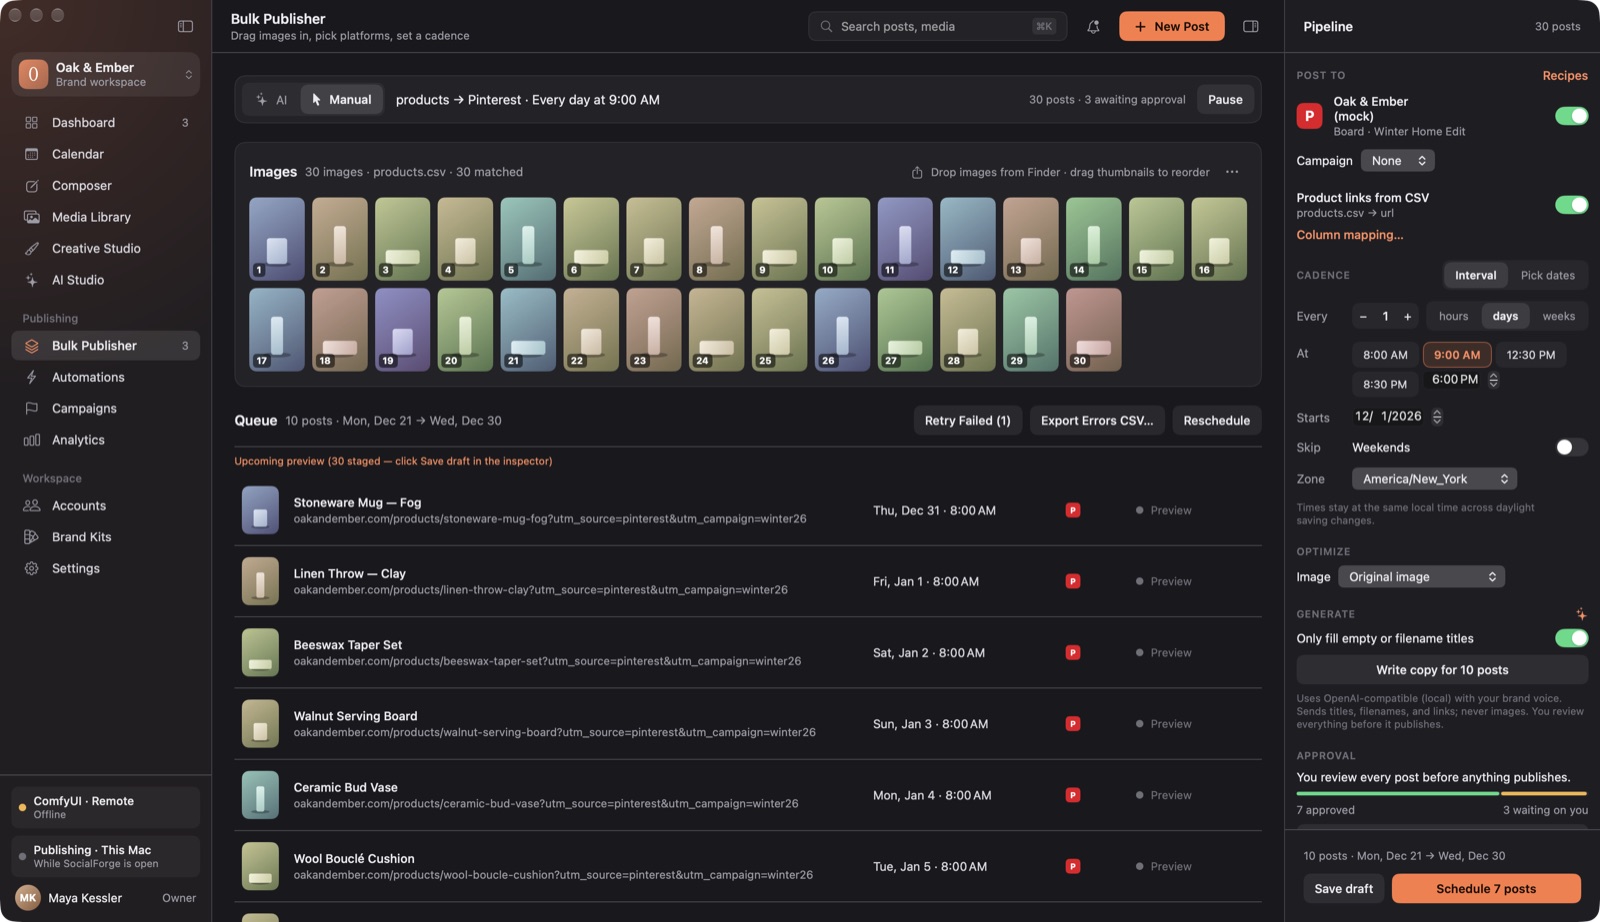 Oak & Ember
Brand workspace
Dashboard 3
Calendar
Composer
Media Library
Creative Studio
AI Studio
Publishing
Bulk Publisher 3
Automations
Campaigns
Analytics
Workspace
Accounts
Brand Kits
Settings
ComfyUI · Remote
Offline
Publishing · This Mac
While SocialForge is open
MK Maya Kessler Owner
Bulk Publisher
Drag images in, pick platforms, set a cadence
Search posts, media ⌘K
+ New Post
AI Manual products → Pinterest · Every day at 9:00 AM 30 posts · 3 awaiting approval Pause
Images 30 images · products.csv · 30 matched Drop images from Finder · drag thumbnails to reorder ···
1 2 3 4 5 6 7 8 9 10 11 12 13 14 15 16
17 18 19 20 21 22 23 24 25 26 27 28 29 30
Queue 10 posts · Mon, Dec 21 → Wed, Dec 30 Retry Failed (1) Export Errors CSV... Reschedule
Upcoming preview (30 staged — click Save draft in the inspector)
Stoneware Mug — Fog
oakandember.com/products/stoneware-mug-fog?utm_source=pinterest&utm_campaign=winter26
Thu, Dec 31 · 8:00 AM P Preview
Linen Throw — Clay
oakandember.com/products/linen-throw-clay?utm_source=pinterest&utm_campaign=winter26
Fri, Jan 1 · 8:00 AM P Preview
Beeswax Taper Set
oakandember.com/products/beeswax-taper-set?utm_source=pinterest&utm_campaign=winter26
Sat, Jan 2 · 8:00 AM P Preview
Walnut Serving Board
oakandember.com/products/walnut-serving-board?utm_source=pinterest&utm_campaign=winter26
Sun, Jan 3 · 8:00 AM P Preview
Ceramic Bud Vase
oakandember.com/products/ceramic-bud-vase?utm_source=pinterest&utm_campaign=winter26
Mon, Jan 4 · 8:00 AM P Preview
Wool Bouclé Cushion
oakandember.com/products/wool-boucle-cushion?utm_source=pinterest&utm_campaign=winter26
Tue, Jan 5 · 8:00 AM P Preview
Pipeline 30 posts
POST TO Recipes
P Oak & Ember
(mock)
Board · Winter Home Edit
Campaign None
Product links from CSV
products.csv → url
Column mapping...
CADENCE Interval Pick dates
Every − 1 + hours days weeks
At 8:00 AM 9:00 AM 12:30 PM
8:30 PM 6:00 PM
Starts 12/ 1/2026
Skip Weekends
Zone America/New_York
Times stay at the same local time across daylight
saving changes.
OPTIMIZE
Image Original image
GENERATE
Only fill empty or filename titles
Write copy for 10 posts
Uses OpenAI-compatible (local) with your brand voice.
Sends titles, filenames, and links; never images. You review
everything before it publishes.
APPROVAL
You review every post before anything publishes.
7 approved 3 waiting on you
10 posts · Mon, Dec 21 → Wed, Dec 30
Save draft Schedule 7 posts